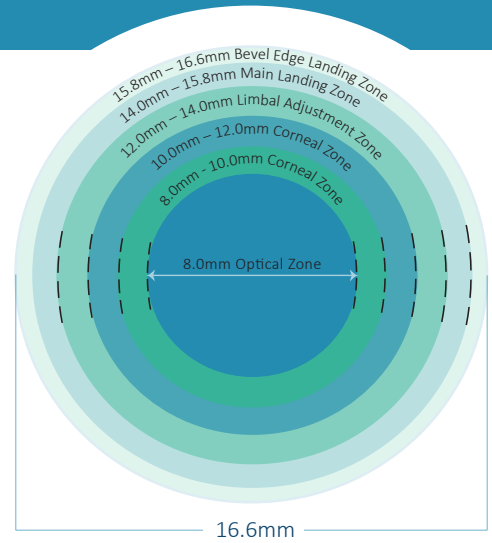 15.8mm – 16.6mm Bevel Edge Landing Zone
14.0mm – 15.8mm Main Landing Zone
12.0mm – 14.0mm Limbal Adjustment Zone
10.0mm – 12.0mm Corneal Zone
8.0mm - 10.0mm Corneal Zone
8.0mm Optical Zone
16.6mm